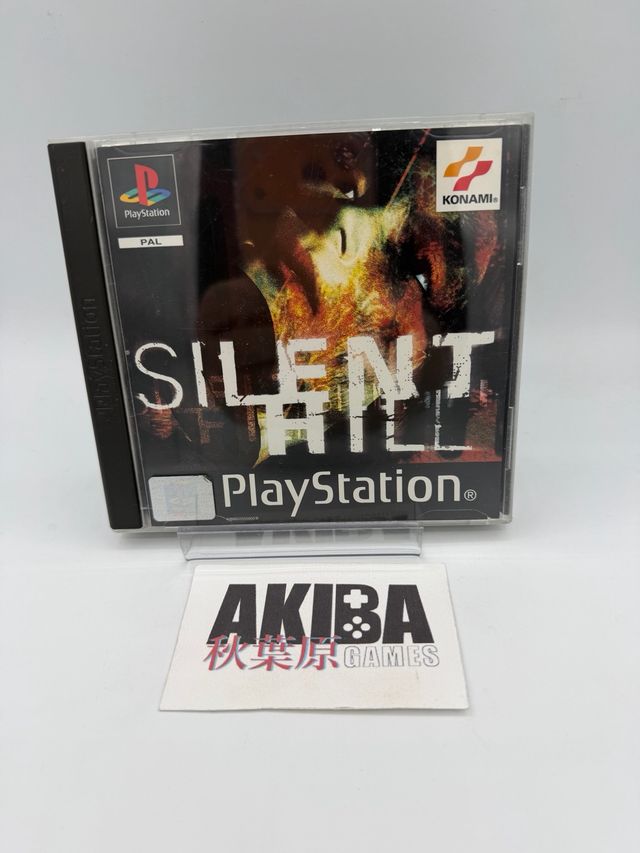 PlayStation
PAL
KONAMI®
PlayStation
SILENT
HILL
PlayStation®
AKIBA
秋葉原 GAMES